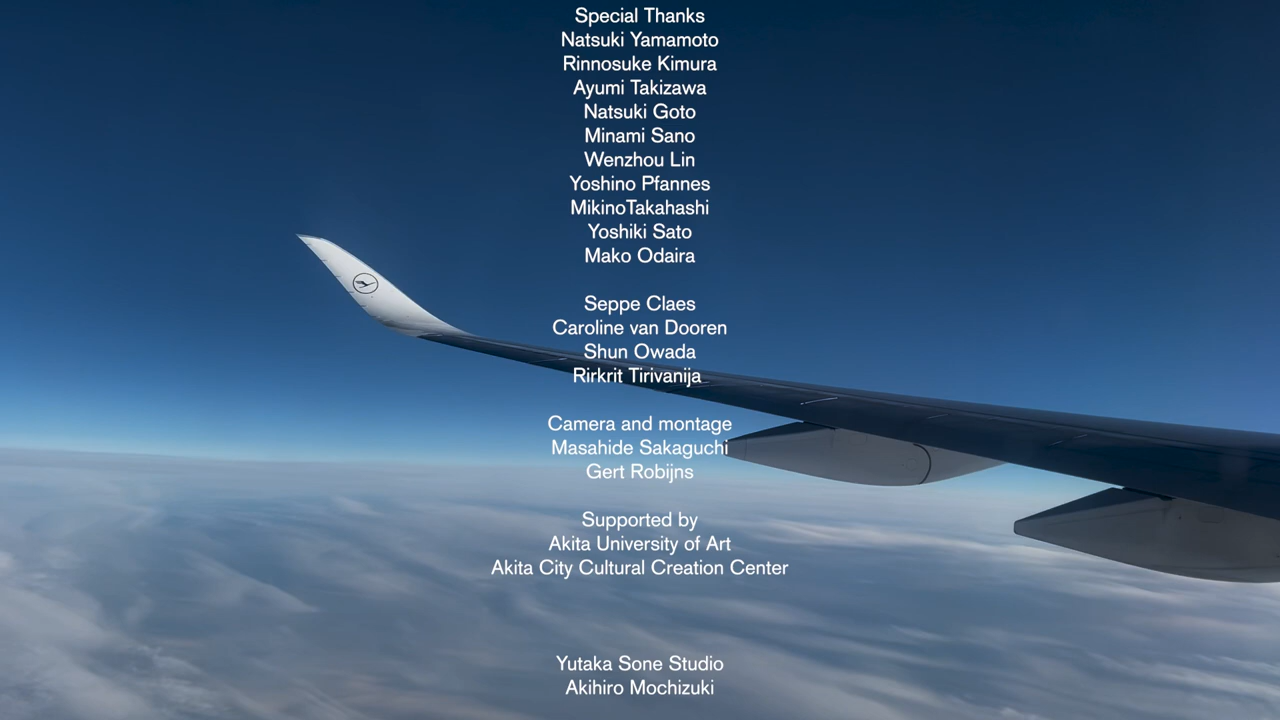 Special Thanks
Natsuki Yamamoto
Rinnosuke Kimura
Ayumi Takizawa
Natsuki Goto
Minami Sano
Wenzhou Lin
Yoshino Pfannes
MikinoTakahashi
Yoshiki Sato
Mako Odaira
Seppe Claes
Caroline van Dooren
Shun Owada
Rirkrit Tirivanija
Camera and montage
Masahide Sakaguchi
Gert Robijns
Supported by
Akita University of Art
Akita City Cultural Creation Center
Yutaka Sone Studio
Akihiro Mochizuki